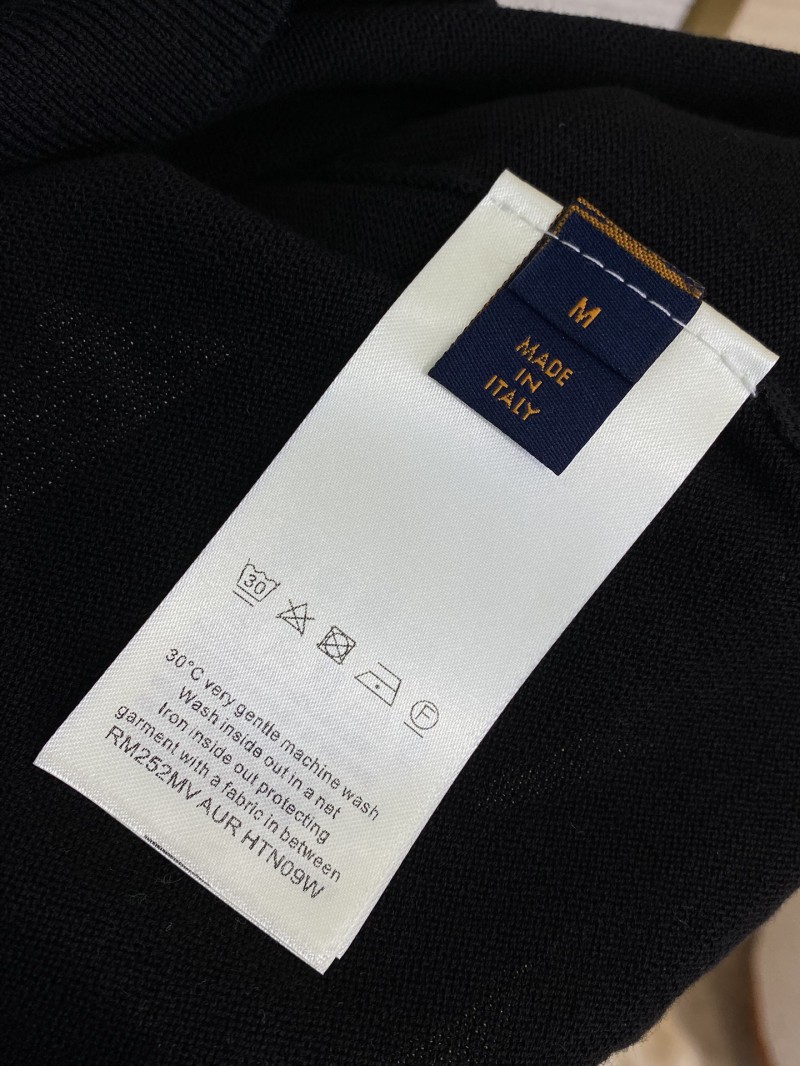 M
MADE
IN
ITALY
30
F
30°C very gentle machine wash
Wash inside out in a net
Iron inside out protecting
garment with a fabric in between
RM252MV AUR HTN09W